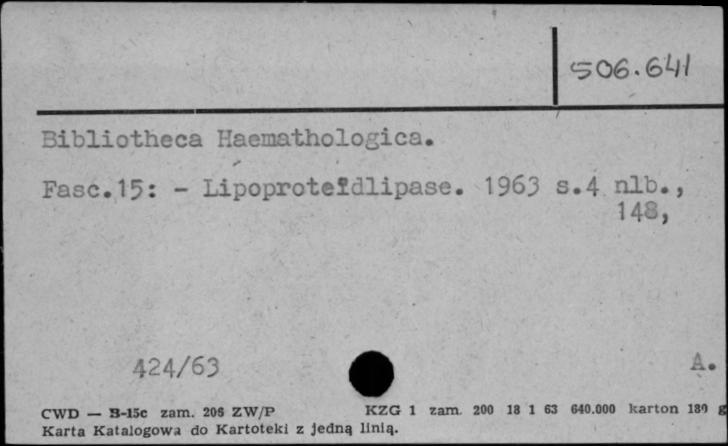 506.641
Bibliotheca Haemathologica.
Fasc.15: - Lipoproteidlipase. 1963 s.4 nlb.,
148,
424/63
A.
CWD — B-15c zam. 206 ZW/P KZG 1 zam. 200 18 1 63 640.000 karton 180 g
Karta Katalogowa do Kartoteki z jedną linią.